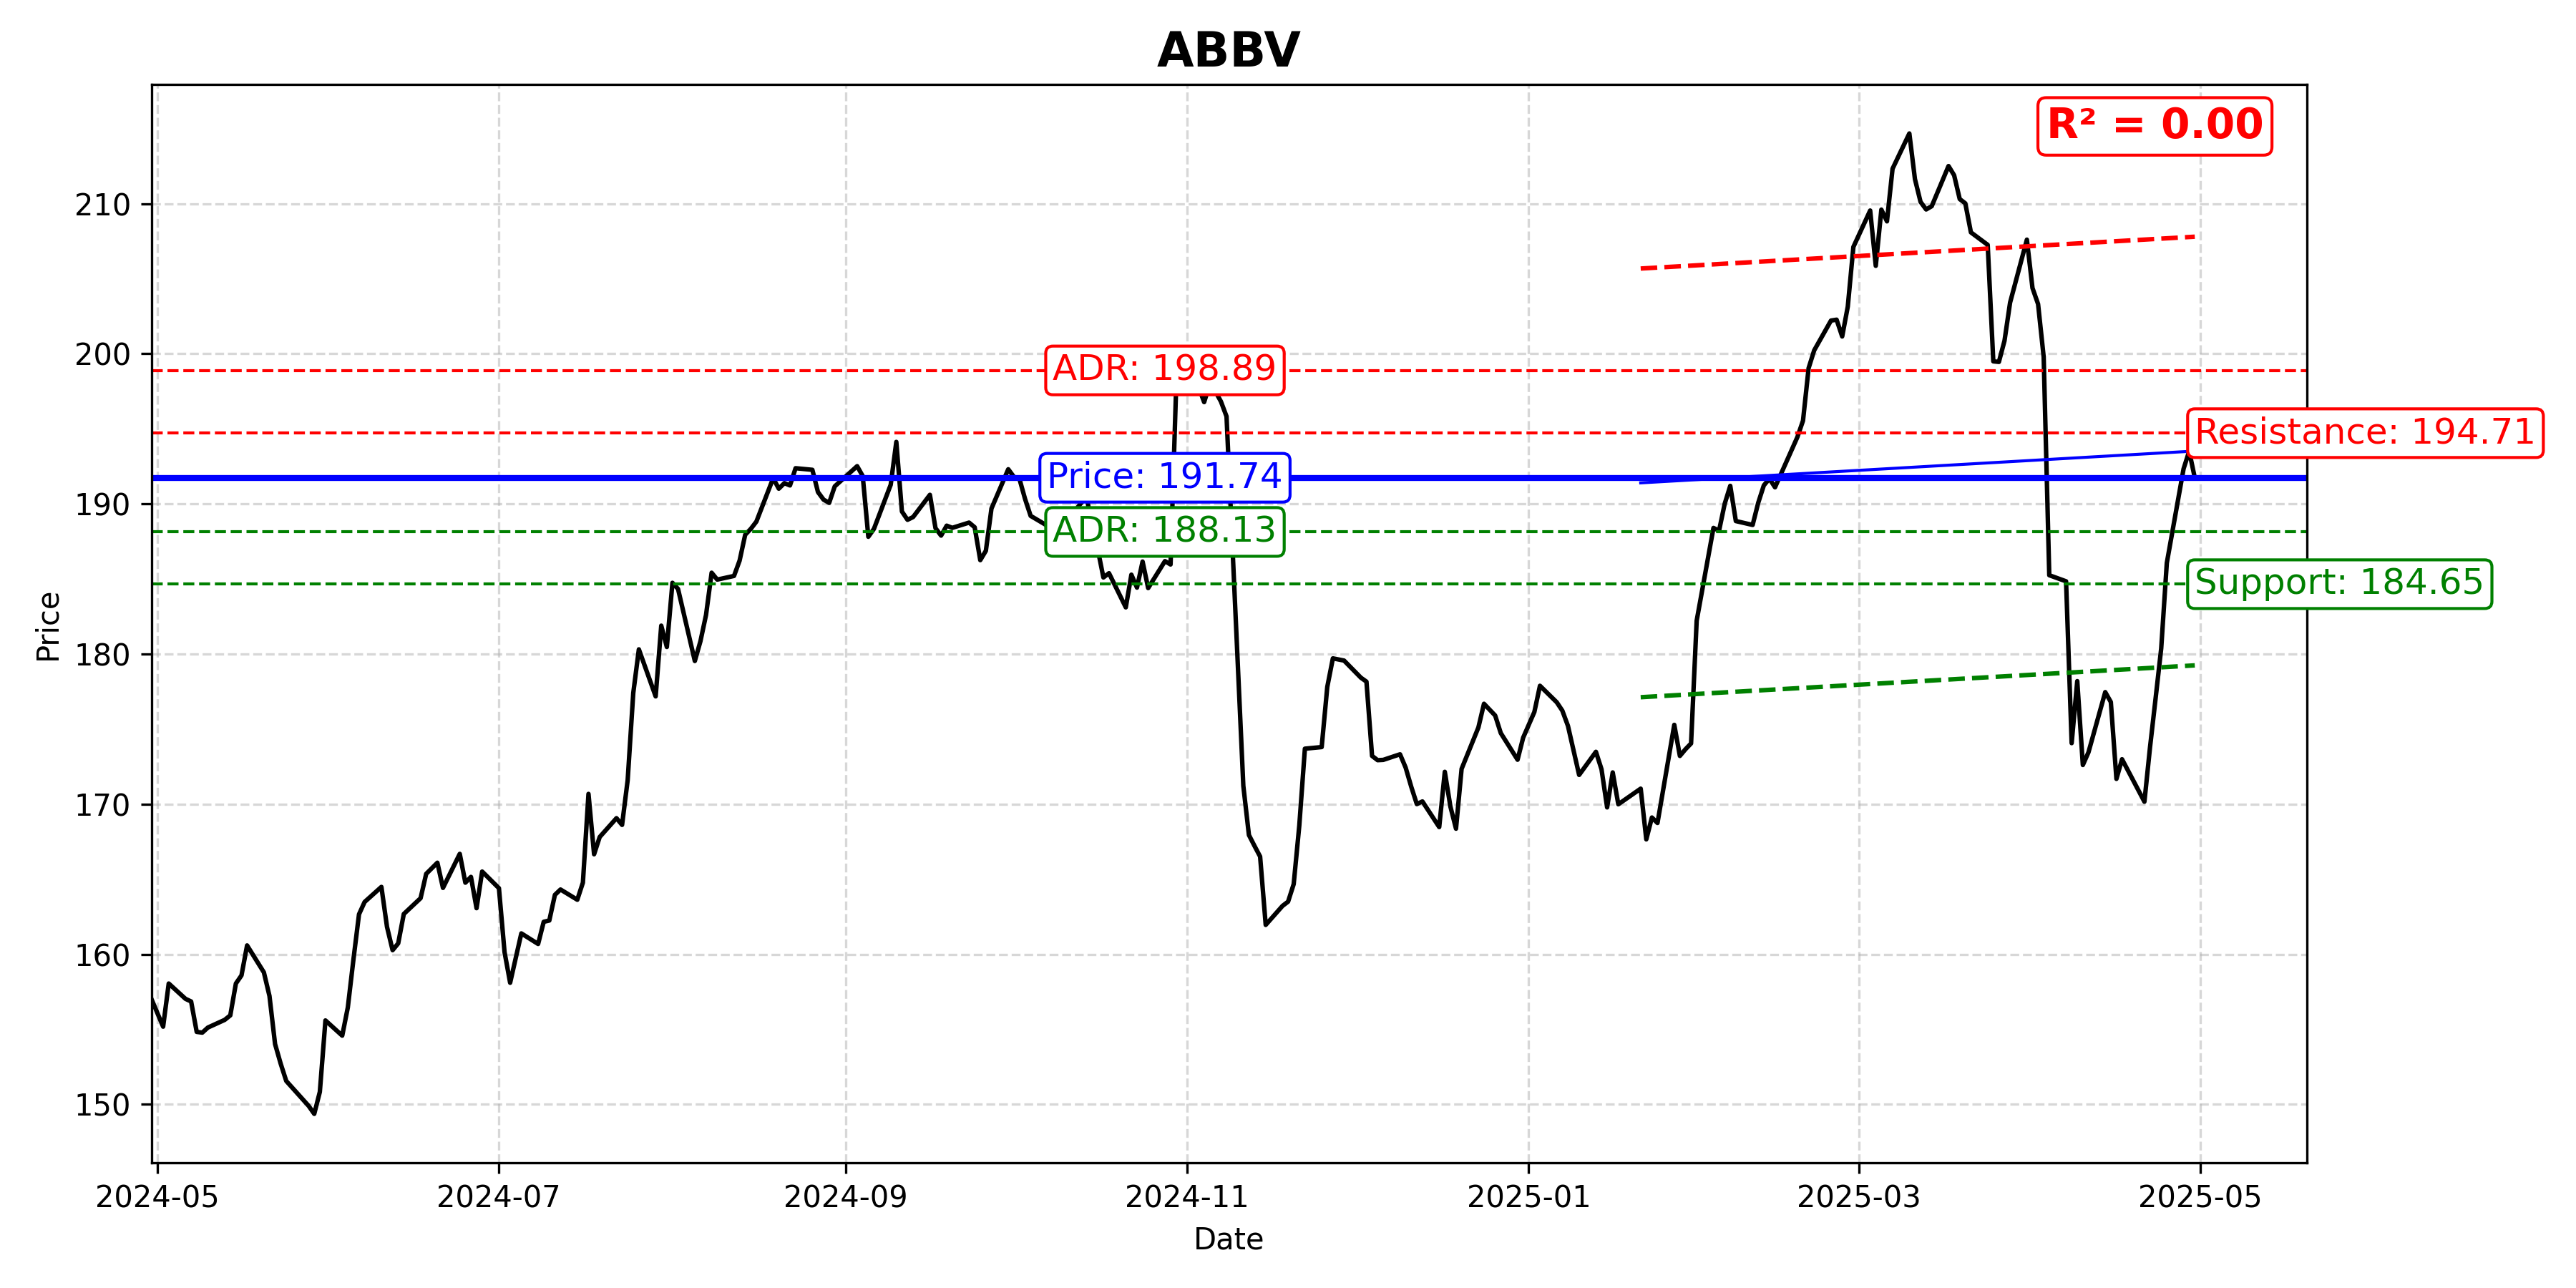 ABBV
R² = 0.00
210
200
190
180
170
160
150
Price
ADR: 198.89
Resistance: 194.71
Price: 191.74
ADR: 188.13
Support: 184.65
2024-05
2024-07
2024-09
2024-11
2025-01
2025-03
2025-05
Date